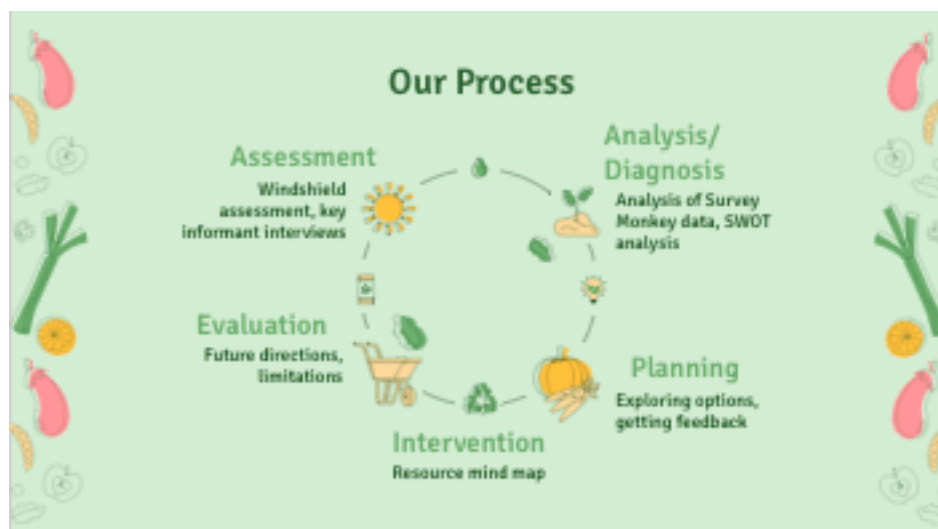 Our Process
Assessment
Windshield
assessment, key
informant interviews
Analysis/
Diagnosis
Analysis of Survey
Monkey data, SWOT
analysis
Planning
Exploring options,
getting feedback
Intervention
Resource mind map
Evaluation
Future directions,
limitations